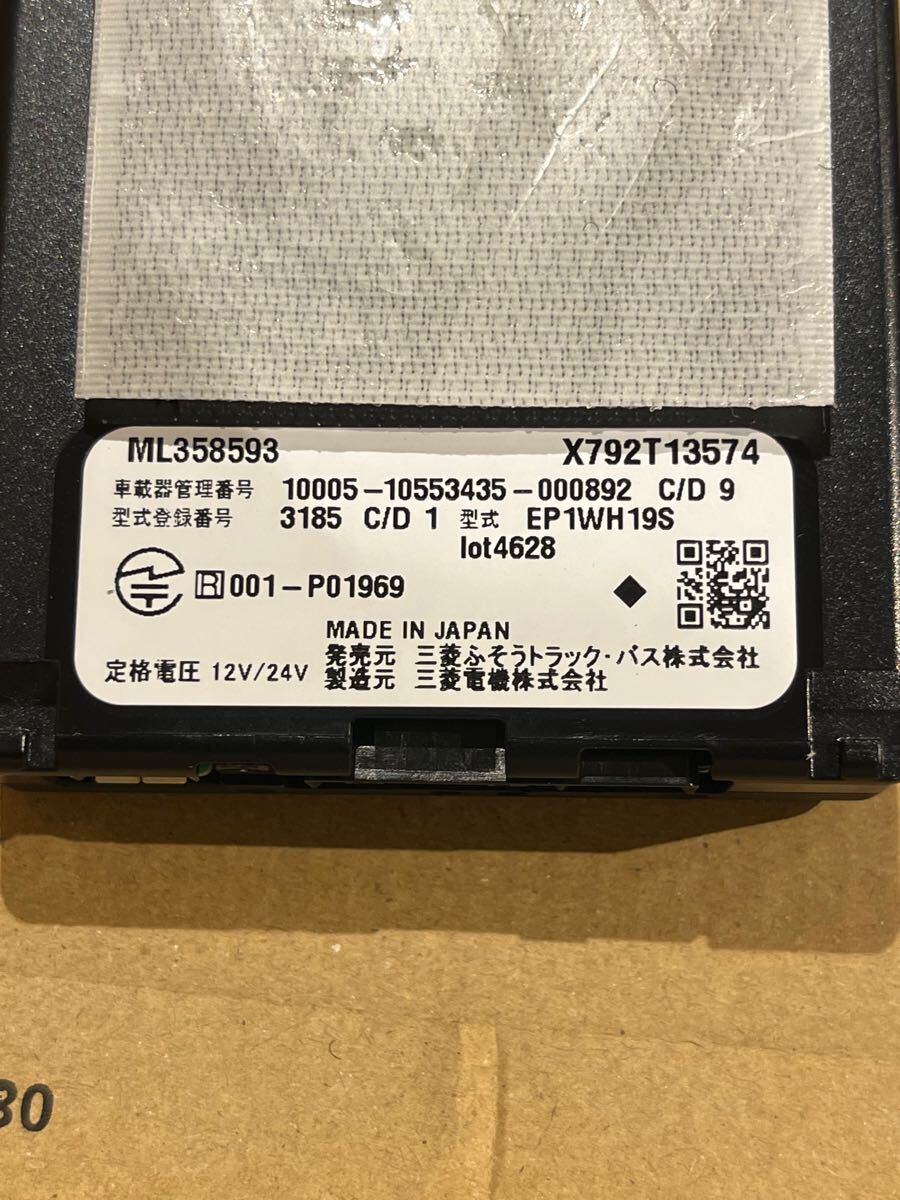 ML358593 X792T13574
車載器管理番号 10005-10553435-000892 C/D 9
型式登録番号 3185 C/D 1 型式 EP1WH19S
lot4628
R 001-P01969
MADE IN JAPAN
発売元 三菱ふそうトラック・バス株式会社
定格電圧 12V/24V 製造元 三菱電機株式会社
30